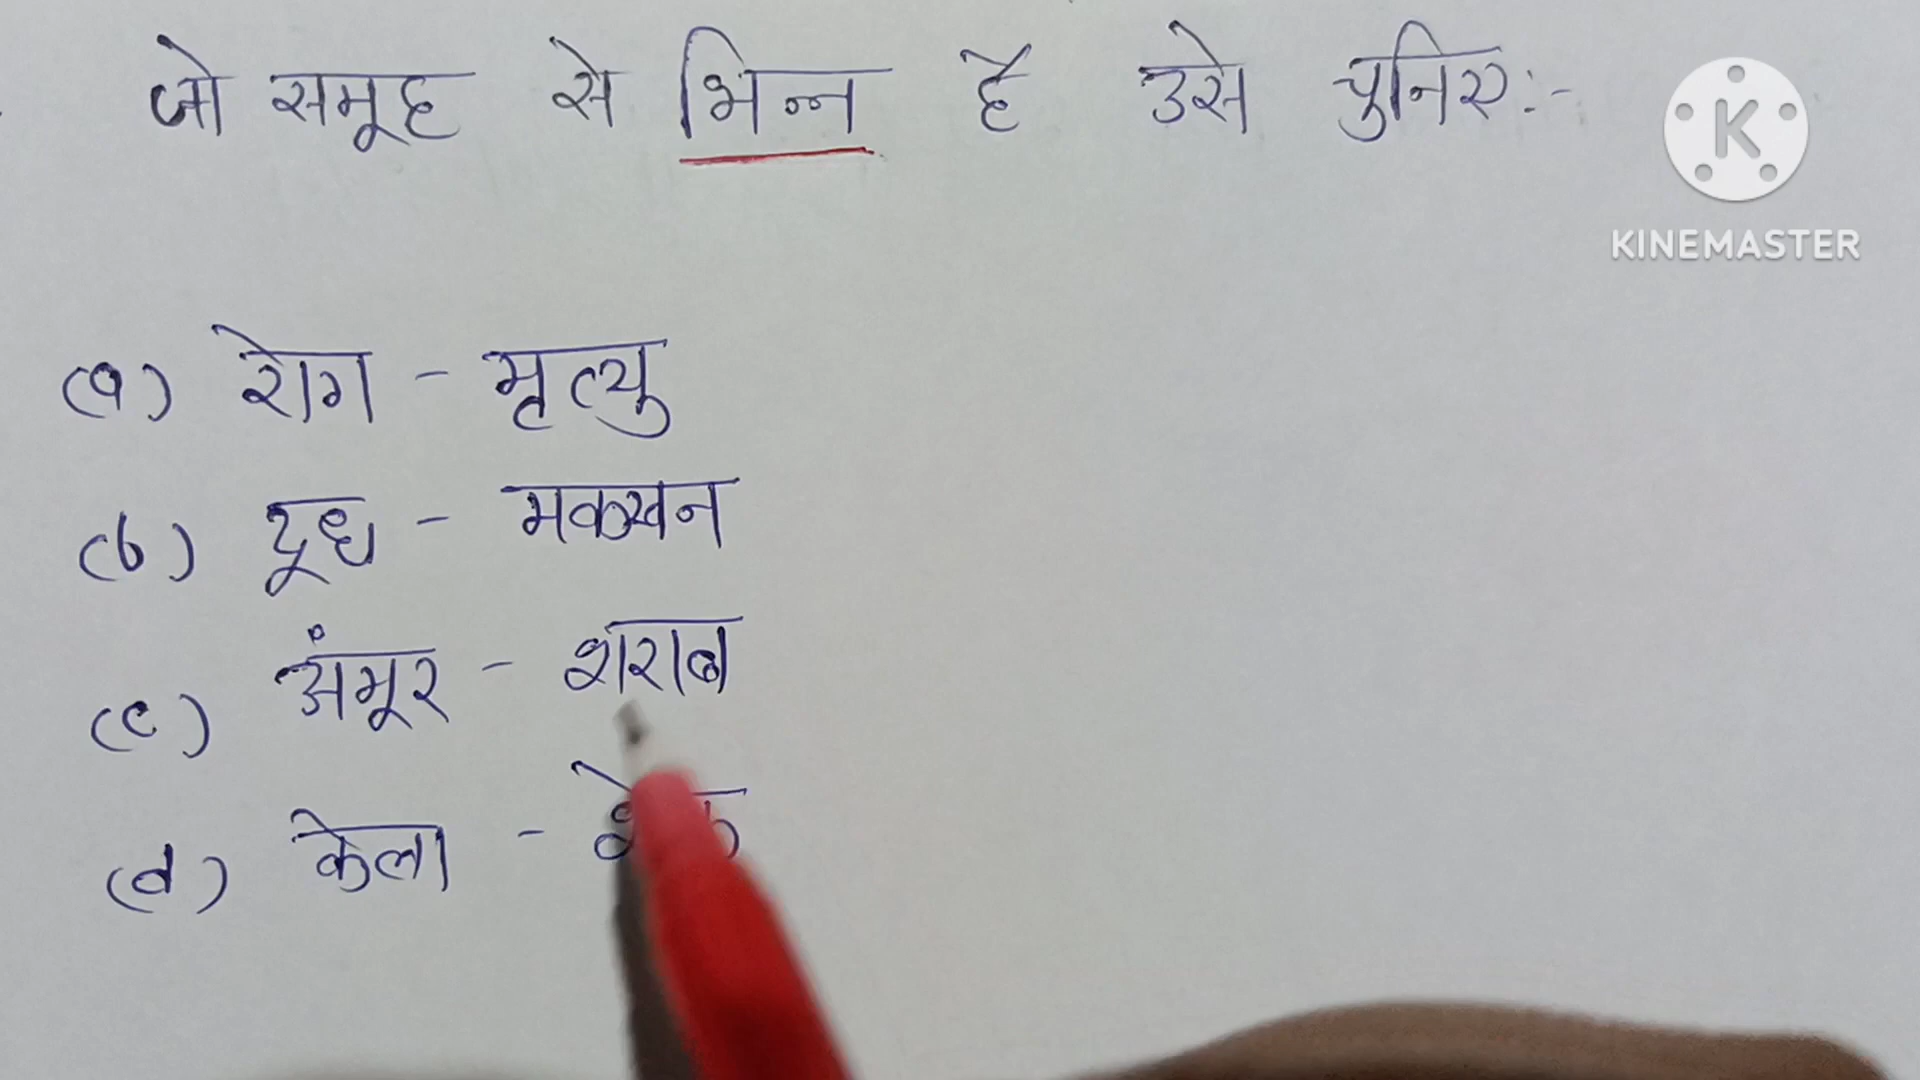 जो समूह से भिन्न है उसे चुनिए:-
K
KINEMASTER
(a) रोग - मृत्यु
(b) दूध - मक्खन
(c) अंगूर - शराब
(d) केला -